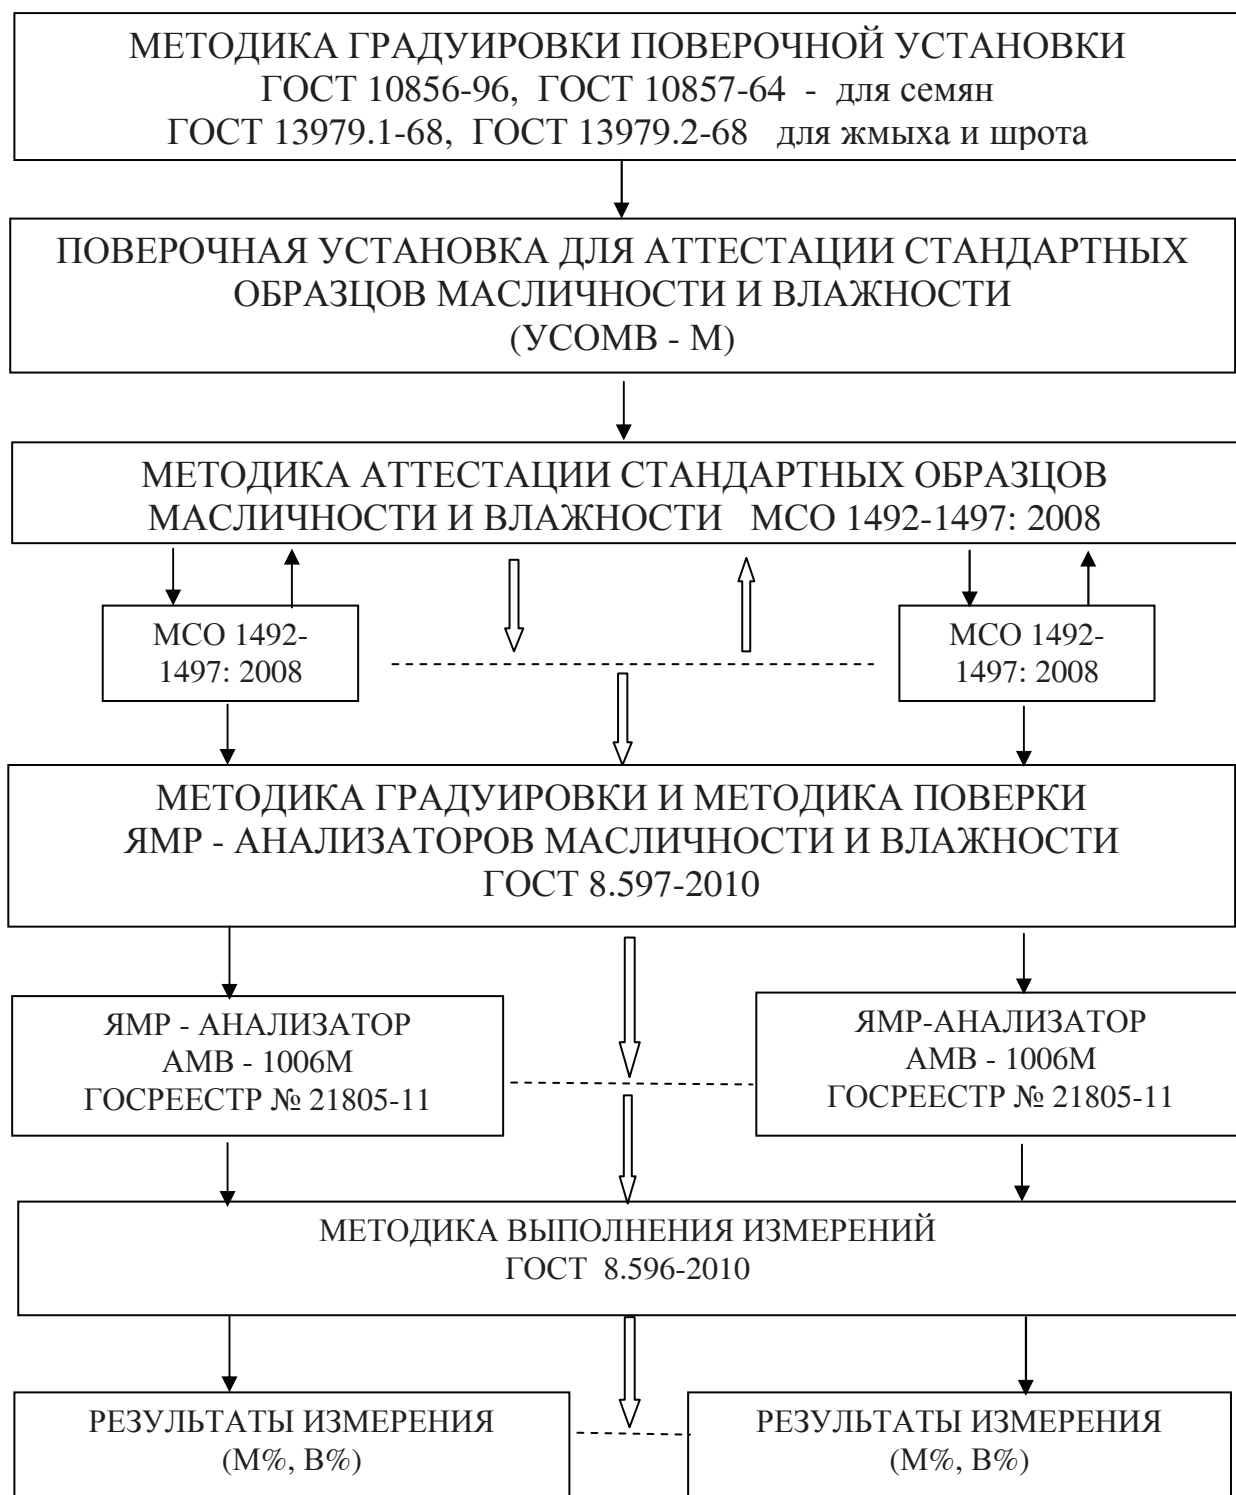 МЕТОДИКА ГРАДУИРОВКИ ПОВЕРОЧНОЙ УСТАНОВКИ
ГОСТ 10856-96, ГОСТ 10857-64 - для семян
ГОСТ 13979.1-68, ГОСТ 13979.2-68 для жмыха и шрота
ПОВЕРОЧНАЯ УСТАНОВКА ДЛЯ АТТЕСТАЦИИ СТАНДАРТНЫХ
ОБРАЗЦОВ МАСЛИЧНОСТИ И ВЛАЖНОСТИ
(УСОМВ - М)
МЕТОДИКА АТТЕСТАЦИИ СТАНДАРТНЫХ ОБРАЗЦОВ
МАСЛИЧНОСТИ И ВЛАЖНОСТИ МСО 1492-1497: 2008
МСО 1492-
1497: 2008
МСО 1492-
1497: 2008
МЕТОДИКА ГРАДУИРОВКИ И МЕТОДИКА ПОВЕРКИ
ЯМР - АНАЛИЗАТОРОВ МАСЛИЧНОСТИ И ВЛАЖНОСТИ
ГОСТ 8.597-2010
ЯМР - АНАЛИЗАТОР
АМВ - 1006М
ГОСРЕЕСТР № 21805-11
ЯМР-АНАЛИЗАТОР
АМВ - 1006М
ГОСРЕЕСТР № 21805-11
МЕТОДИКА ВЫПОЛНЕНИЯ ИЗМЕРЕНИЙ
ГОСТ 8.596-2010
РЕЗУЛЬТАТЫ ИЗМЕРЕНИЯ
(М%, В%)
РЕЗУЛЬТАТЫ ИЗМЕРЕНИЯ
(М%, В%)